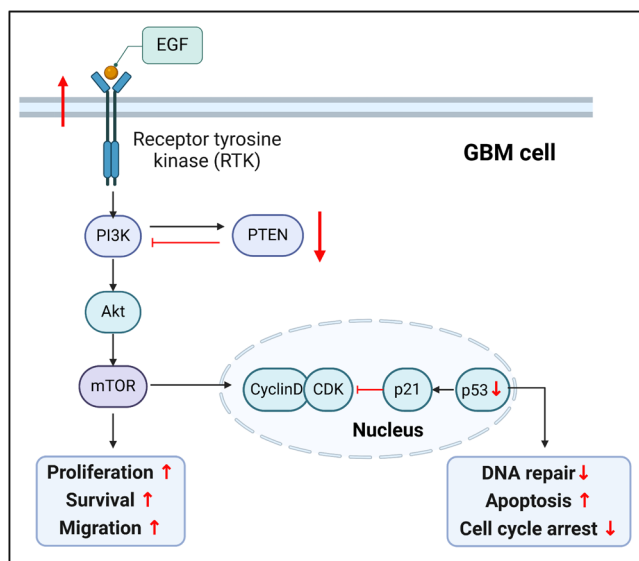 EGF
Receptor tyrosine
kinase (RTK)
GBM cell
PI3K
PTEN
Akt
mTOR
CyclinD
CDK
p21
p53↓
Nucleus
Proliferation ↑
Survival ↑
Migration ↑
DNA repair↓
Apoptosis ↑
Cell cycle arrest ↓